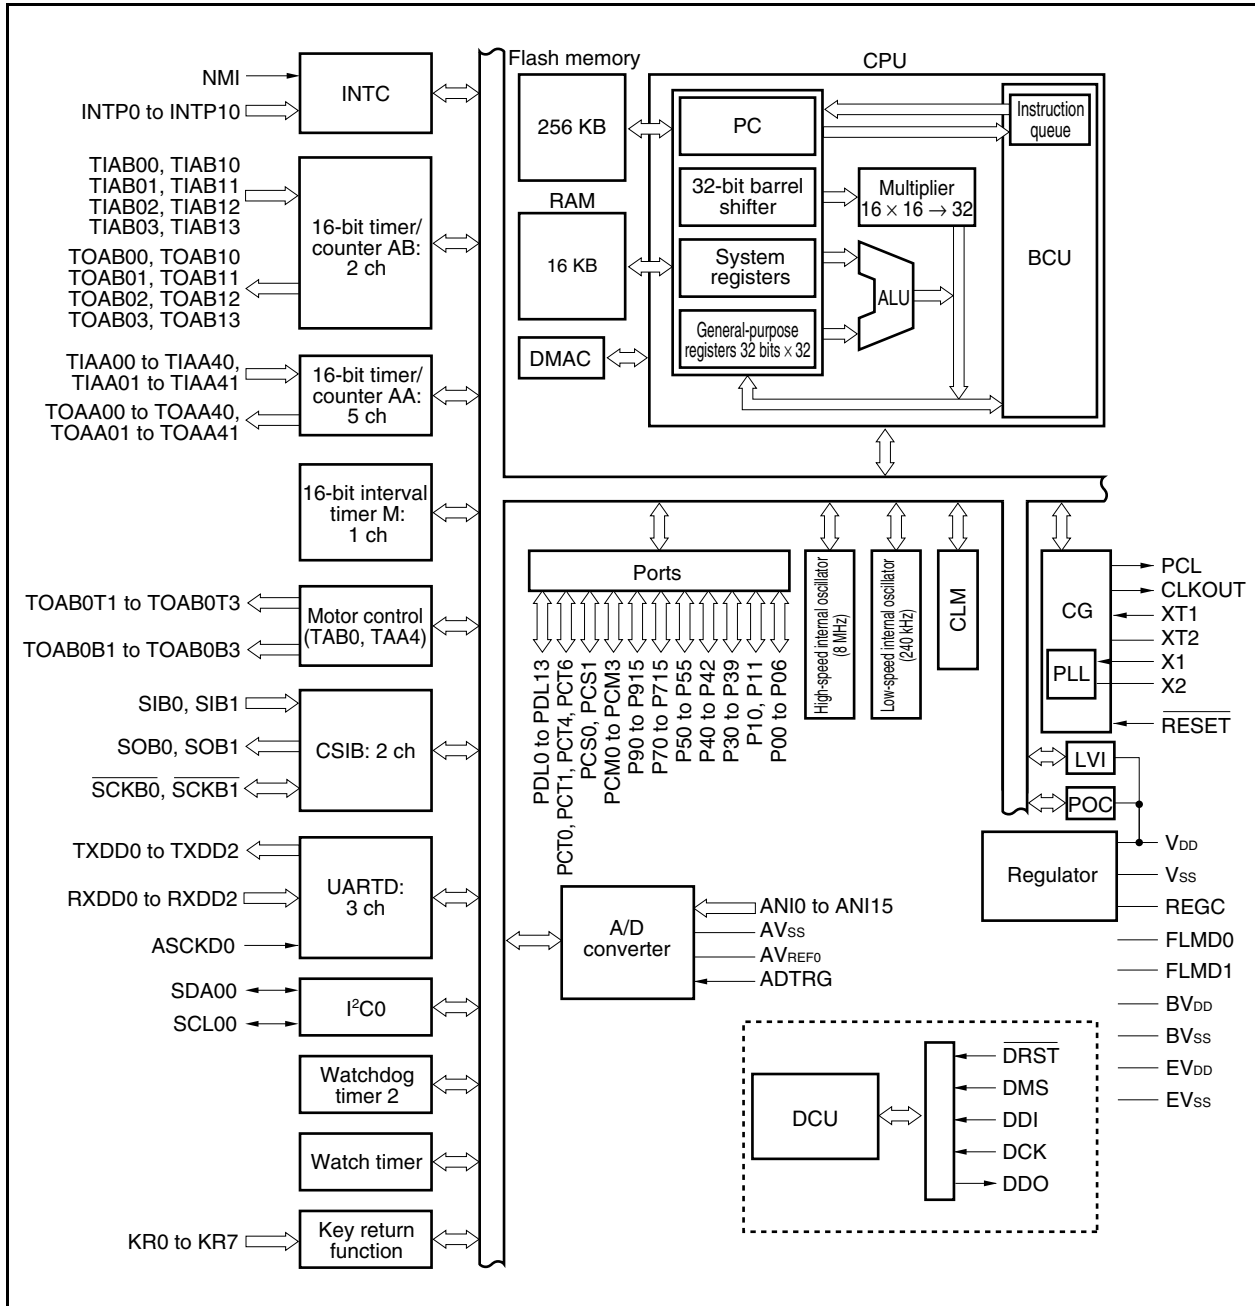 NMI
INTP0 to INTP10
INTC
TIAB00, TIAB10
TIAB01, TIAB11
TIAB02, TIAB12
TIAB03, TIAB13
TOAB00, TOAB10
TOAB01, TOAB11
TOAB02, TOAB12
TOAB03, TOAB13
16-bit timer/
counter AB:
2 ch
TIAA00 to TIAA40,
TIAA01 to TIAA41
TOAA00 to TOAA40,
TOAA01 to TOAA41
16-bit timer/
counter AA:
5 ch
16-bit interval
timer M:
1 ch
TOAB0T1 to TOAB0T3
TOAB0B1 to TOAB0B3
Motor control
(TAB0, TAA4)
SIB0, SIB1
SOB0, SOB1
SCKB0, SCKB1
CSIB: 2 ch
TXDD0 to TXDD2
RXDD0 to RXDD2
ASCKD0
UARTD:
3 ch
SDA00
SCL00
I²C0
Watchdog
timer 2
Watch timer
KR0 to KR7
Key return
function
Flash memory
256 KB
RAM
16 KB
DMAC
CPU
PC
32-bit barrel
shifter
System
registers
General-purpose
registers 32 bits × 32
Multiplier
16 × 16 → 32
ALU
Instruction
queue
BCU
Ports
PDL0 to PDL13
PCT0, PCT1, PCT4, PCT6
PCS0, PCS1
PCM0 to PCM3
P90 to P915
P70 to P715
P50 to P55
P40 to P42
P30 to P39
P10, P11
P00 to P06
High-speed internal oscillator
(8 MHz)
Low-speed internal oscillator
(240 kHz)
CLM
CG
PLL
PCL
CLKOUT
XT1
XT2
X1
X2
RESET
LVI
POC
Regulator
VDD
VSS
REGC
FLMD0
FLMD1
BVDD
BVSS
EVDD
EVSS
A/D
converter
ANI0 to ANI15
AVSS
AVREF0
ADTRG
DCU
DRST
DMS
DDI
DCK
DDO